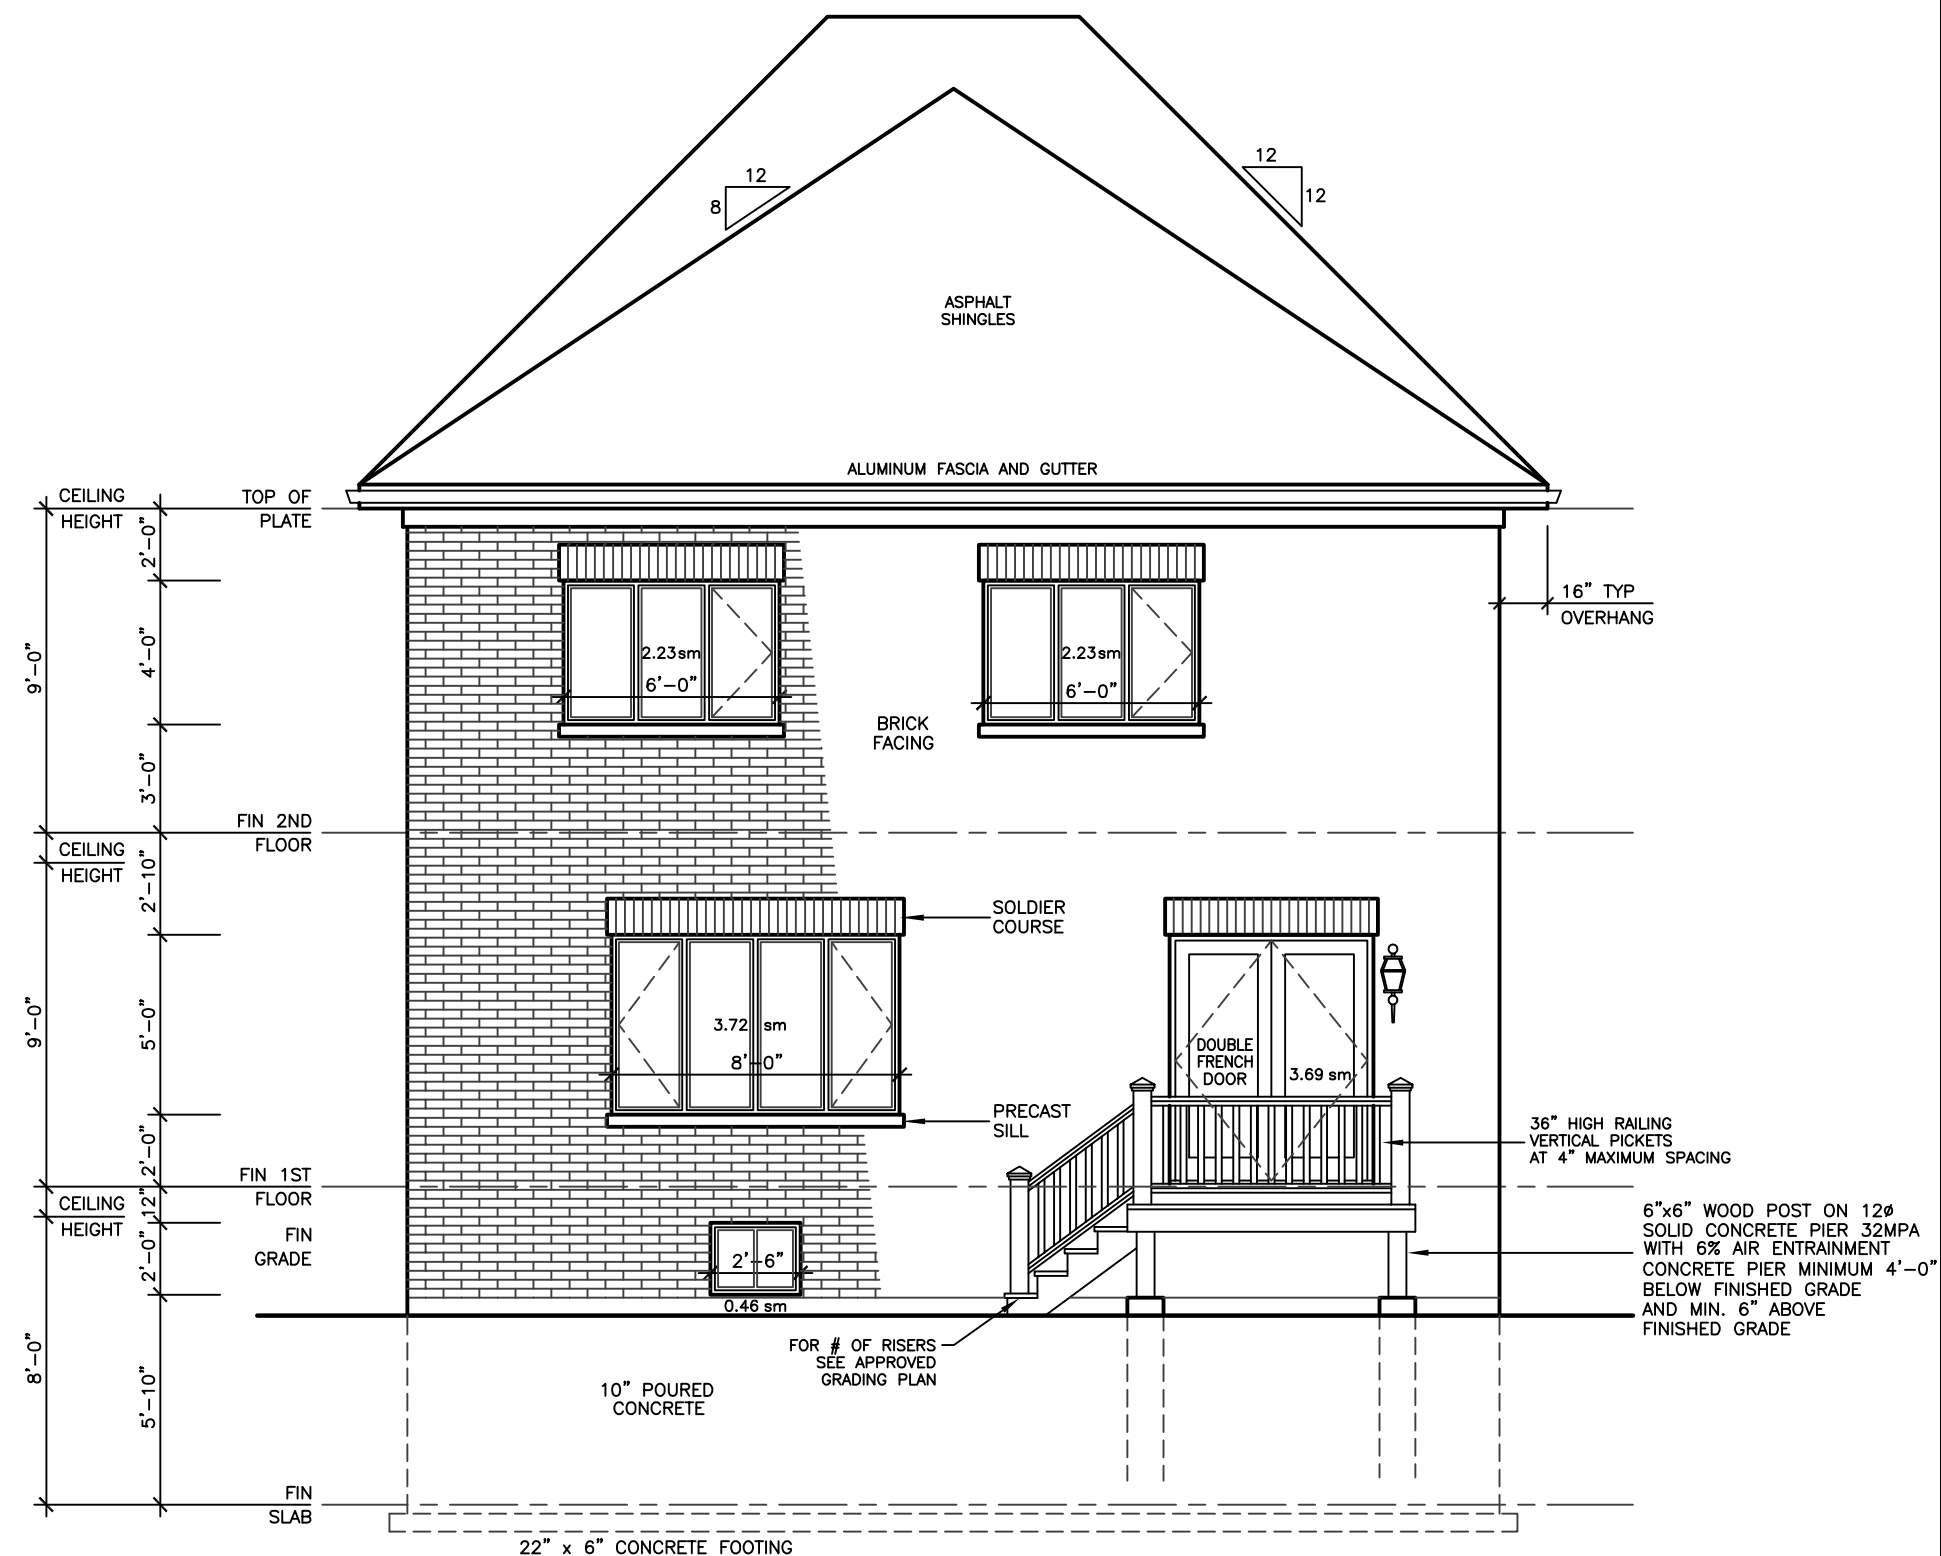 12
8
12
12
ASPHALT
SHINGLES
ALUMINUM FASCIA AND GUTTER
CEILING
HEIGHT
TOP OF
PLATE
2'-0"
16" TYP
OVERHANG
9'-0"
4'-0"
2.23sm
6'-0"
2.23sm
6'-0"
BRICK
FACING
3'-0"
FIN 2ND
FLOOR
CEILING
HEIGHT
2'-10"
SOLDIER
COURSE
9'-0"
5'-0"
3.72 sm
8'-0"
DOUBLE
FRENCH
DOOR
3.69 sm
PRECAST
SILL
36" HIGH RAILING
VERTICAL PICKETS
AT 4" MAXIMUM SPACING
2'-0"
FIN 1ST
FLOOR
CEILING
HEIGHT
12"
FIN
GRADE
2'-0"
2'-6"
0.46 sm
6"x6" WOOD POST ON 12ø
SOLID CONCRETE PIER 32MPA
WITH 6% AIR ENTRAINMENT
CONCRETE PIER MINIMUM 4'-0"
BELOW FINISHED GRADE
AND MIN. 6" ABOVE
FINISHED GRADE
FOR # OF RISERS
SEE APPROVED
GRADING PLAN
8'-0"
5'-10"
10" POURED
CONCRETE
FIN
SLAB
22" x 6" CONCRETE FOOTING